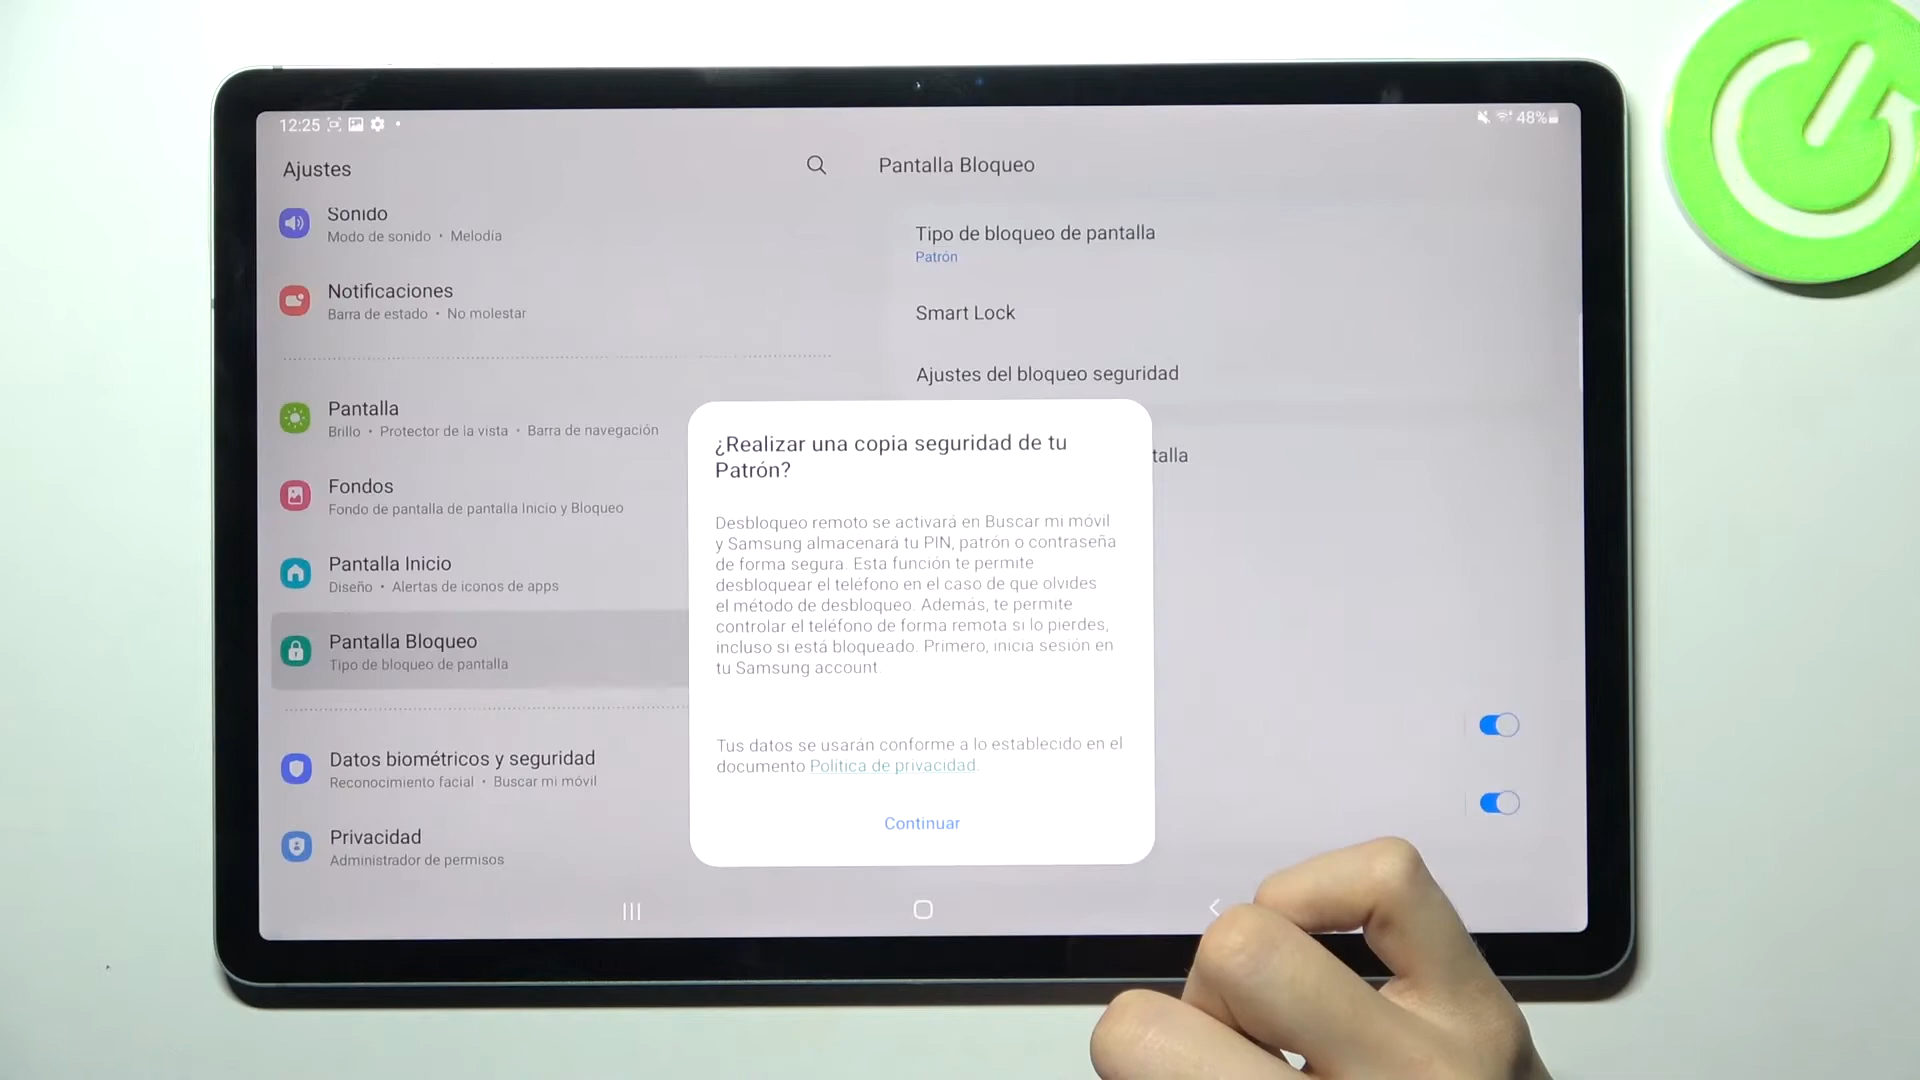 12:25
48%
Ajustes
Sonido
Modo de sonido • Melodía
Notificaciones
Barra de estado • No molestar
Pantalla
Brillo • Protector de la vista • Barra de navegación
Fondos
Fondo de pantalla de pantalla Inicio y Bloqueo
Pantalla Inicio
Diseño • Alertas de iconos de apps
Pantalla Bloqueo
Tipo de bloqueo de pantalla
Datos biométricos y seguridad
Reconocimiento facial • Buscar mi móvil
Privacidad
Administrador de permisos
Pantalla Bloqueo
Tipo de bloqueo de pantalla
Patrón
Smart Lock
Ajustes del bloqueo seguridad
talla
¿Realizar una copia seguridad de tu
Patrón?
Desbloqueo remoto se activará en Buscar mi móvil
y Samsung almacenará tu PIN, patrón o contraseña
de forma segura. Esta función te permite
desbloquear el teléfono en el caso de que olvides
el método de desbloqueo. Además, te permite
controlar el teléfono de forma remota si lo pierdes,
incluso si está bloqueado. Primero, inicia sesión en
tu Samsung account.
Tus datos se usarán conforme a lo establecido en el
documento Política de privacidad.
Continuar